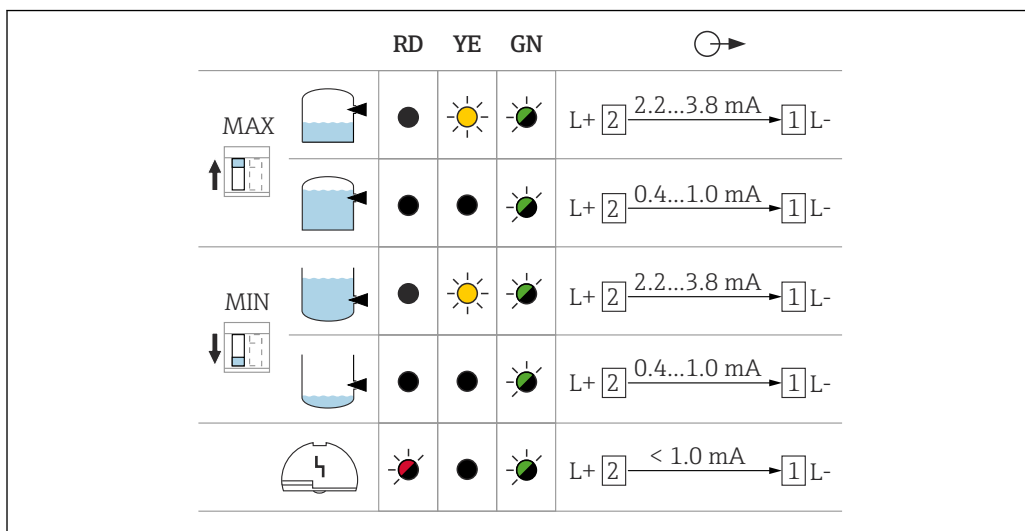 RD YE GN
MAX
L+ 2 2.2...3.8 mA 1 L-
L+ 2 0.4...1.0 mA 1 L-
MIN
L+ 2 2.2...3.8 mA 1 L-
L+ 2 0.4...1.0 mA 1 L-
L+ 2 < 1.0 mA 1 L-